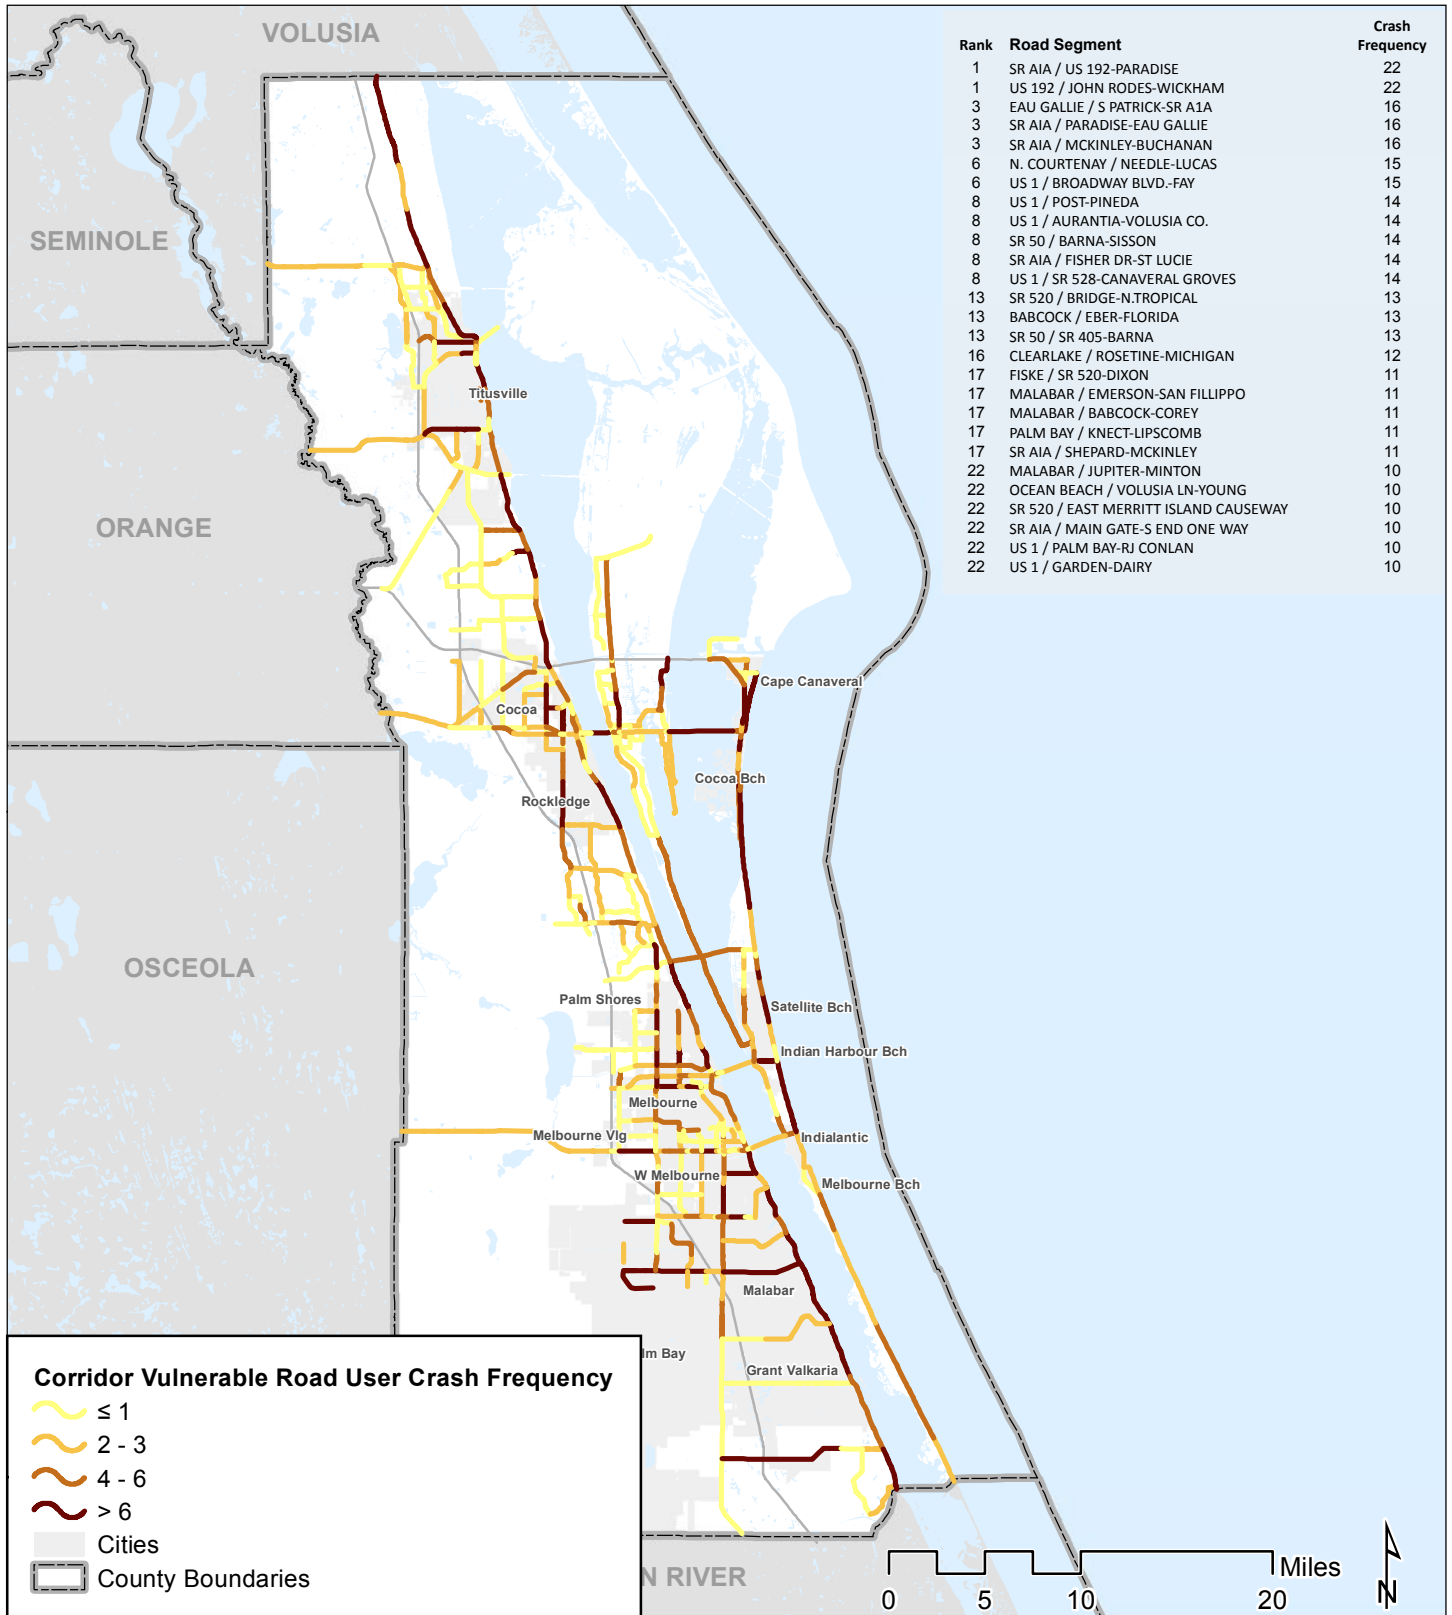 VOLUSIA
SEMINOLE
ORANGE
OSCEOLA
N RIVER
Crash
Rank Road Segment Frequency
1 SR AIA / US 192-PARADISE 22
1 US 192 / JOHN RODES-WICKHAM 22
3 EAU GALLIE / S PATRICK-SR A1A 16
3 SR AIA / PARADISE-EAU GALLIE 16
3 SR AIA / MCKINLEY-BUCHANAN 16
6 N. COURTENAY / NEEDLE-LUCAS 15
6 US 1 / BROADWAY BLVD.-FAY 15
8 US 1 / POST-PINEDA 14
8 US 1 / AURANTIA-VOLUSIA CO. 14
8 SR 50 / BARNA-SISSON 14
8 SR AIA / FISHER DR-ST LUCIE 14
8 US 1 / SR 528-CANAVERAL GROVES 14
13 SR 520 / BRIDGE-N.TROPICAL 13
13 BABCOCK / EBER-FLORIDA 13
13 SR 50 / SR 405-BARNA 13
16 CLEARLAKE / ROSETINE-MICHIGAN 12
17 FISKE / SR 520-DIXON 11
17 MALABAR / EMERSON-SAN FILLIPPO 11
17 MALABAR / BABCOCK-COREY 11
17 PALM BAY / KNECT-LIPSCOMB 11
17 SR AIA / SHEPARD-MCKINLEY 11
22 MALABAR / JUPITER-MINTON 10
22 OCEAN BEACH / VOLUSIA LN-YOUNG 10
22 SR 520 / EAST MERRITT ISLAND CAUSEWAY 10
22 SR AIA / MAIN GATE-S END ONE WAY 10
22 US 1 / PALM BAY-RJ CONLAN 10
22 US 1 / GARDEN-DAIRY 10
Titusville
Cape Canaveral
Cocoa
Cocoa Bch
Rockledge
Palm Shores
Satellite Bch
Indian Harbour Bch
Melbourne
Melbourne Vlg
Indialantic
W Melbourne
Melbourne Bch
Malabar
lm Bay
Grant Valkaria
Corridor Vulnerable Road User Crash Frequency
≤ 1
2 - 3
4 - 6
> 6
Cities
County Boundaries
Miles
0 5 10 20
N